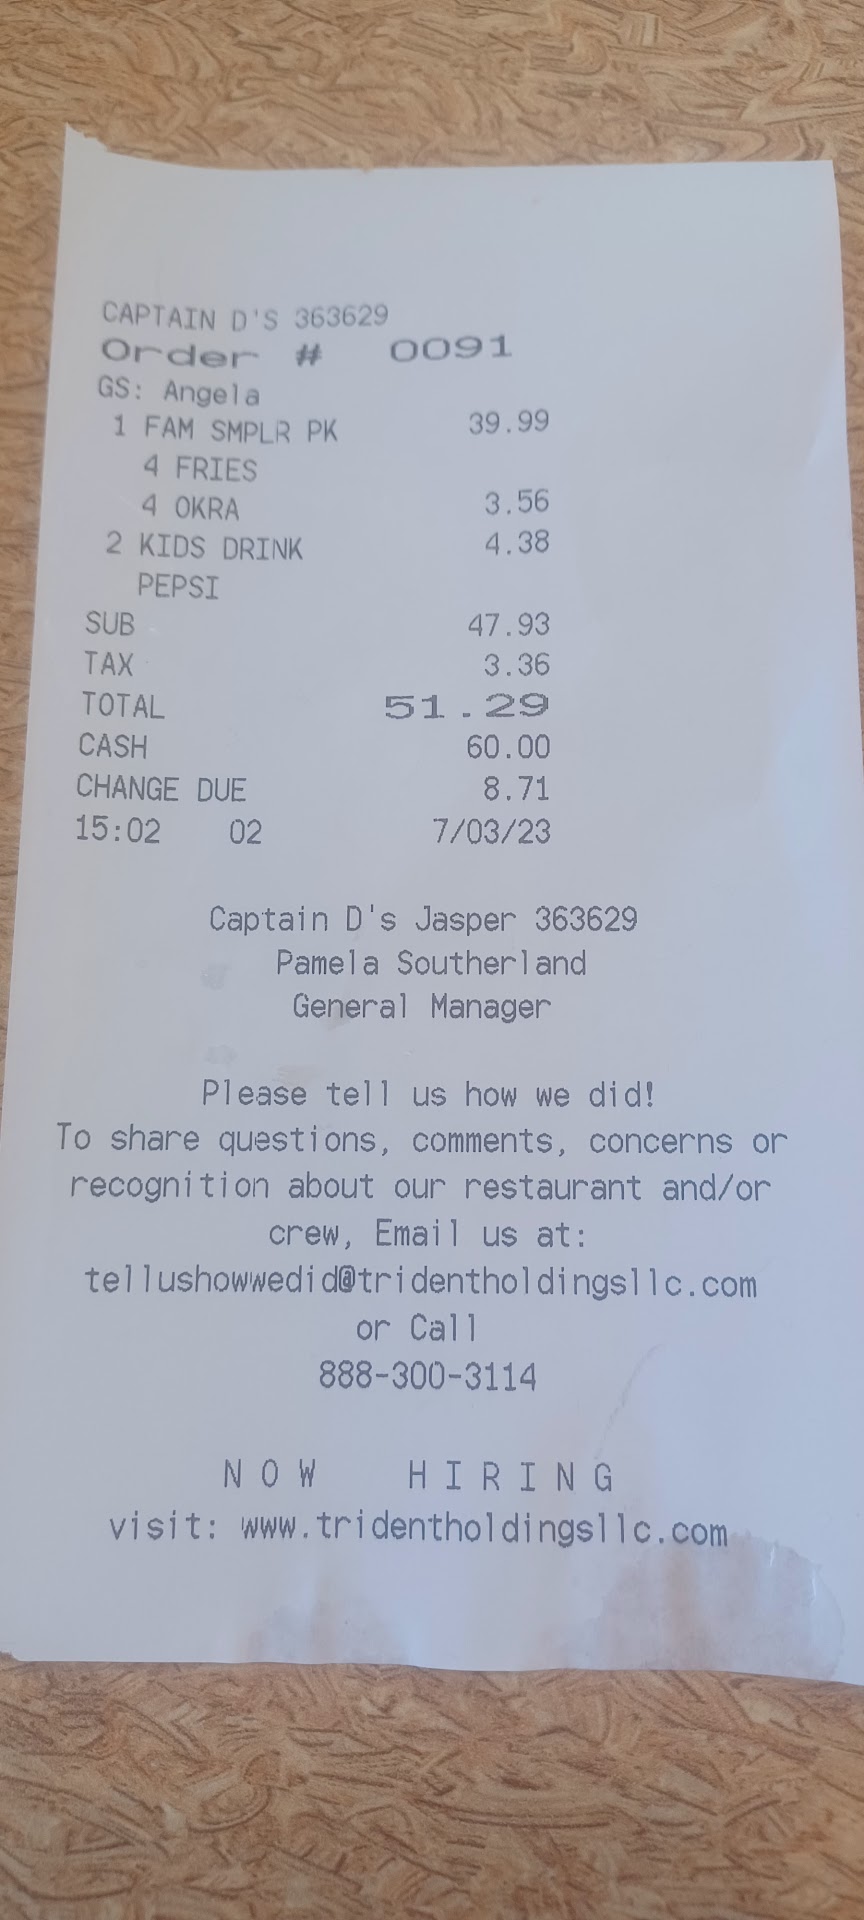 CAPTAIN D'S 363629
Order # 0091
GS: Angela
1 FAM SMPLR PK 39.99
4 FRIES
4 OKRA 3.56
2 KIDS DRINK 4.38
PEPSI
SUB 47.93
TAX 3.36
TOTAL 51.29
CASH 60.00
CHANGE DUE 8.71
15:02 02 7/03/23
Captain D's Jasper 363629
Pamela Southerland
General Manager
Please tell us how we did!
To share questions, comments, concerns or
recognition about our restaurant and/or
crew, Email us at:
tellushowwedid@tridentholdingsllc.com
or Call
888-300-3114
NOW HIRING
visit: www.tridentholdingsllc.com